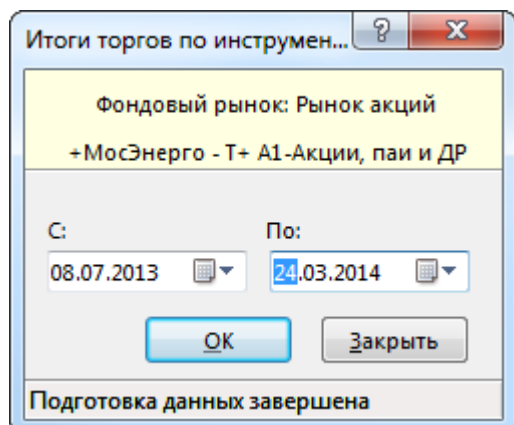 Итоги торгов по инструмен...
Фондовый рынок: Рынок акций
+МосЭнерго - Т+ А1-Акции, паи и ДР
С: По:
08.07.2013 24.03.2014
OK Закрыть
Подготовка данных завершена